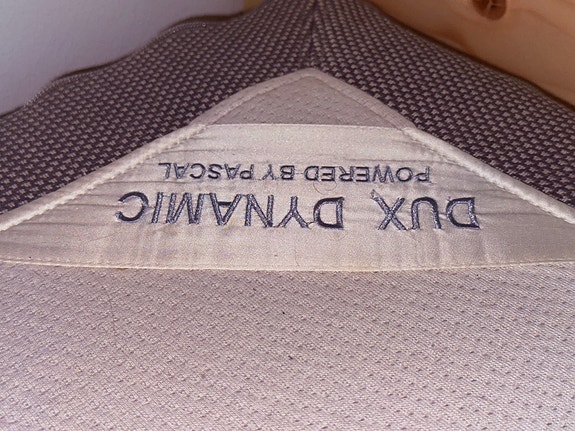 DUX DYNAMIC
POWERED BY PASCAL